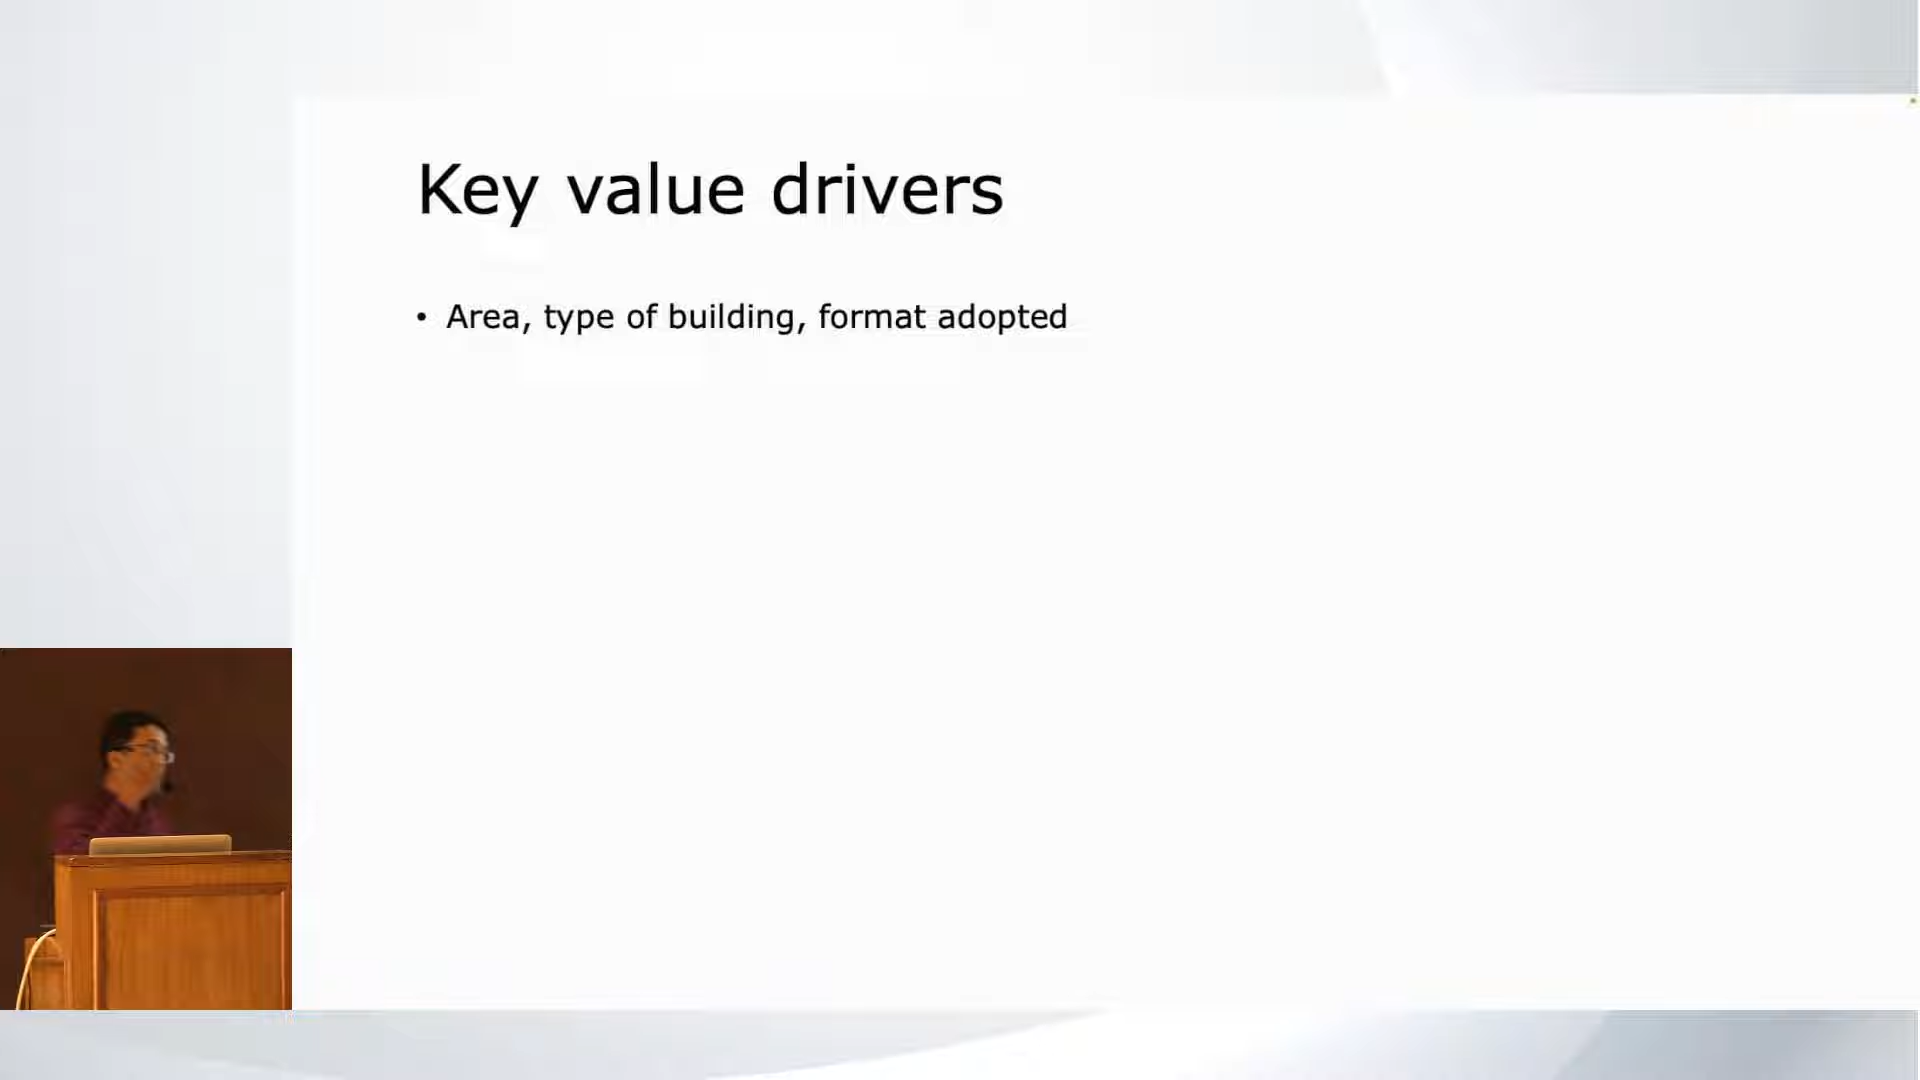 Key value drivers
• Area, type of building, format adopted